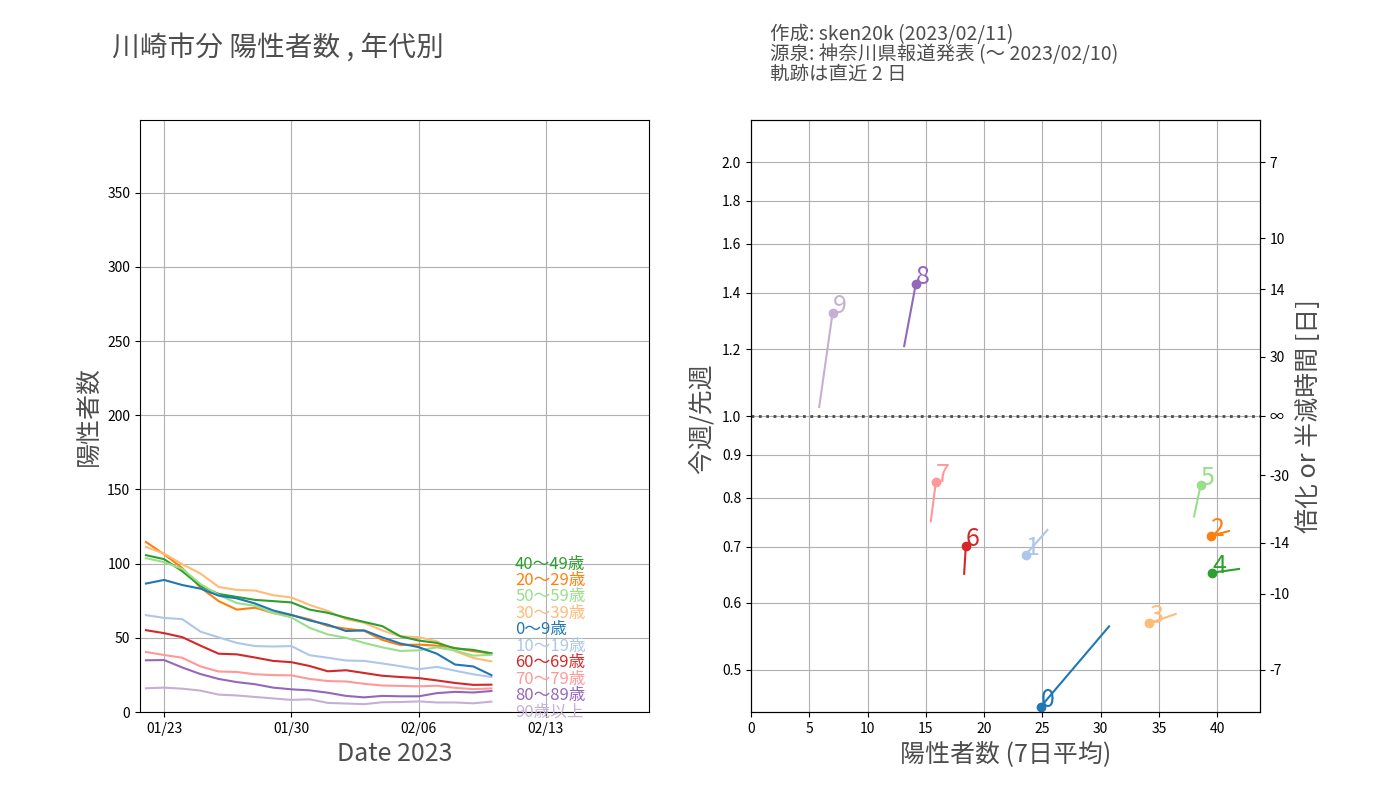 川崎市分 陽性者数 , 年代別
作成: sken20k (2023/02/11)
源泉: 神奈川県報道発表 (〜 2023/02/10)
軌跡は直近 2 日
陽性者数
350
300
250
200
150
100
50
0
40〜49歳
20〜29歳
50〜59歳
30〜39歳
0〜9歳
10〜19歳
60〜69歳
70〜79歳
80〜89歳
90歳以上
01/23
01/30
02/06
02/13
Date 2023
今週/先週
2.0
1.8
1.6
1.4
1.2
1.0
0.9
0.8
0.7
0.6
0.5
8
9
7
5
2
6
1
4
3
0
7
10
14
30
∞
-30
-14
-10
-7
倍化 or 半減時間 [日]
0
5
10
15
20
25
30
35
40
陽性者数 (7日平均)